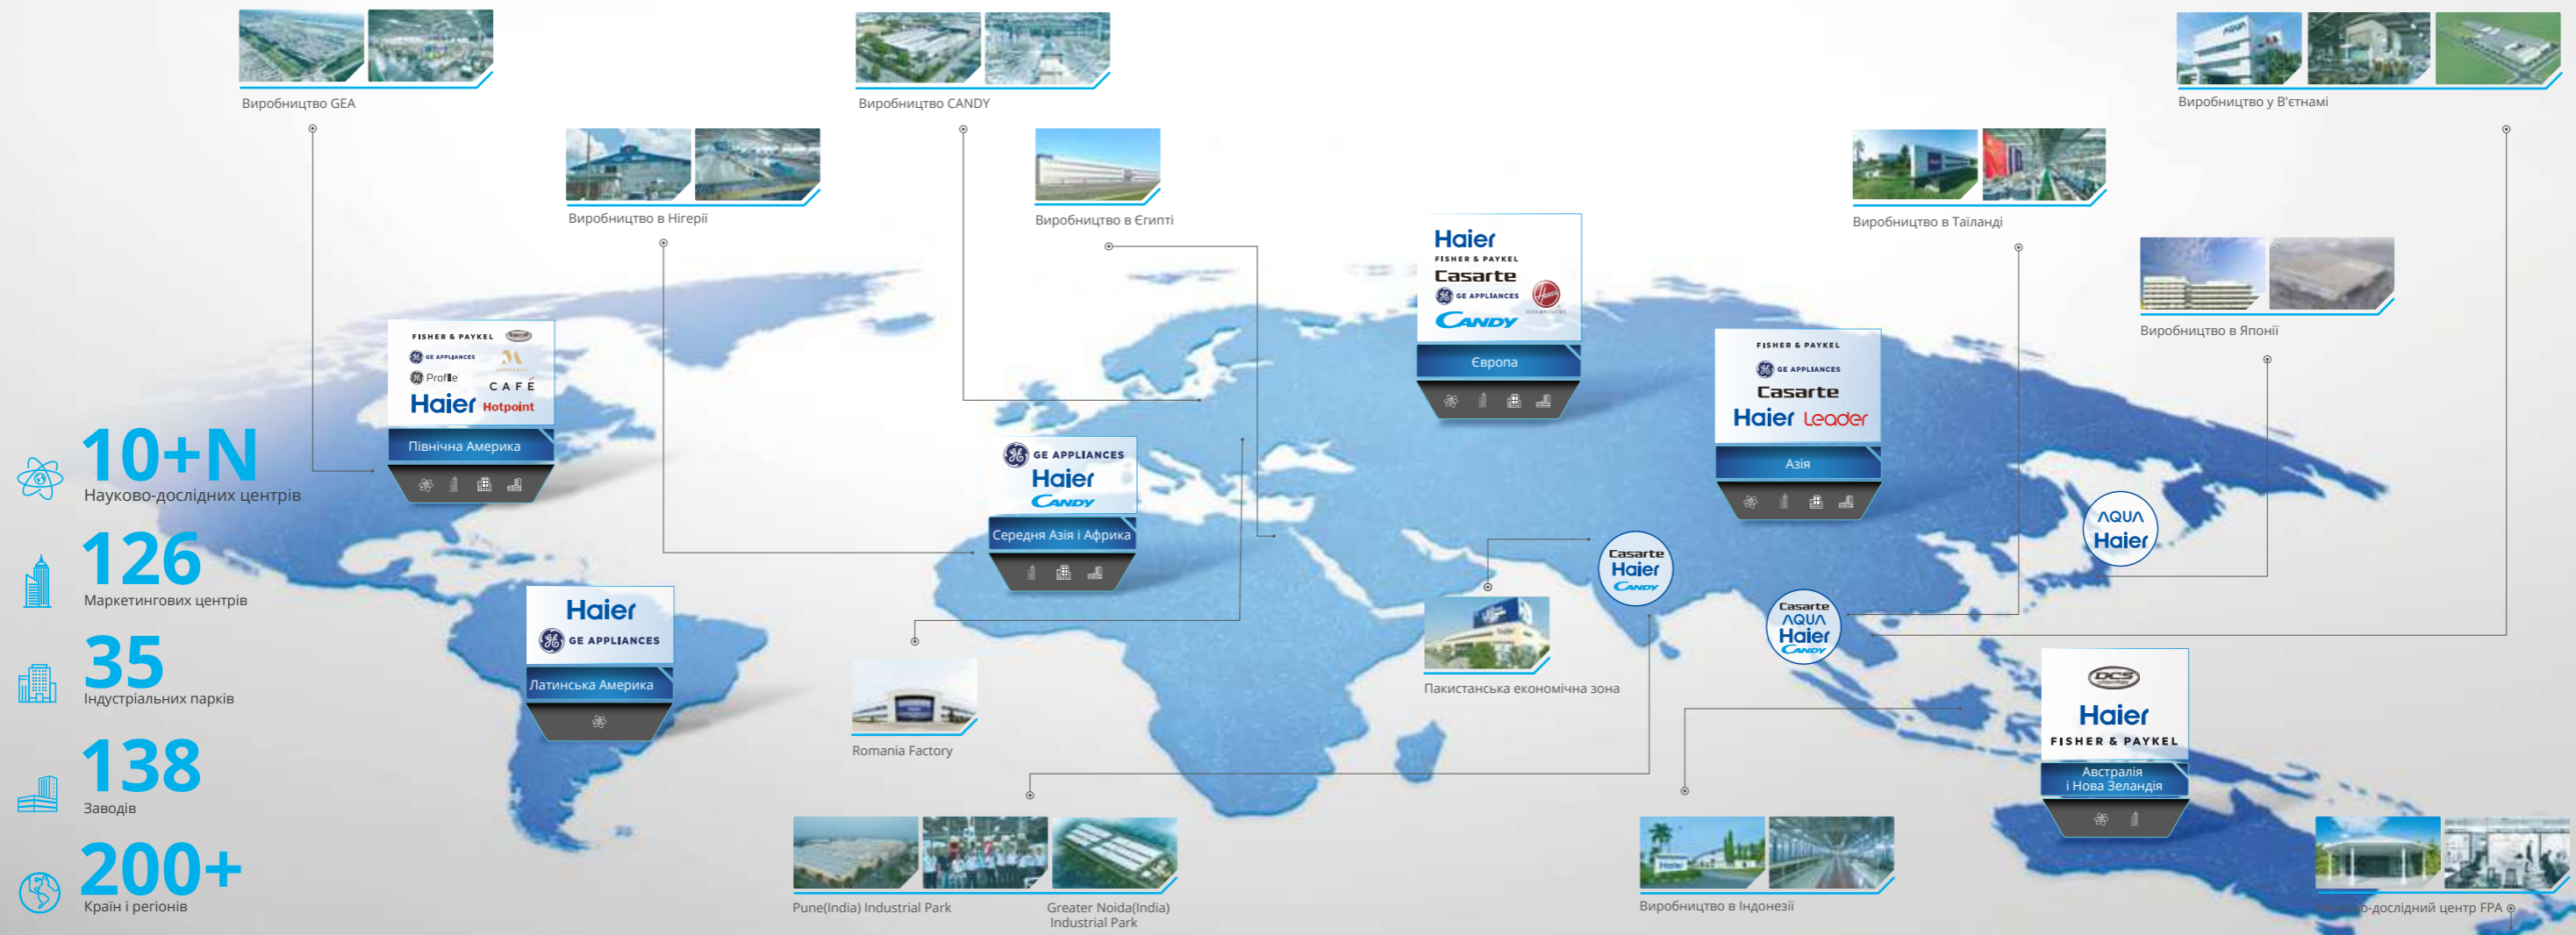 Виробництво GEA
Виробництво CANDY
Виробництво у В'єтнамі
Виробництво в Нігерії
Виробництво в Єгипті
Виробництво в Таїланді
Виробництво в Японії
FISHER & PAYKEL
GE APPLIANCES
Profile
CAFÉ
Haier Hotpoint
Північна Америка
Haier
FISHER & PAYKEL
Casarte
GE APPLIANCES
CANDY
Європа
FISHER & PAYKEL
GE APPLIANCES
Casarte
Haier Leader
Азія
GE APPLIANCES
Haier
CANDY
Середня Азія і Африка
Haier
GE APPLIANCES
Латинська Америка
10+N
Науково-дослідних центрів
126
Маркетингових центрів
35
Індустріальних парків
138
Заводів
200+
Країн і регіонів
AQUA
Haier
Casarte
Haier
CANDY
Casarte
AQUA
Haier
CANDY
Пакистанська економічна зона
Romania Factory
DCS
Haier
FISHER & PAYKEL
Австралія
і Нова Зеландія
Pune(India) Industrial Park
Greater Noida(India)
Industrial Park
Виробництво в Індонезії
Науково-дослідний центр FPA